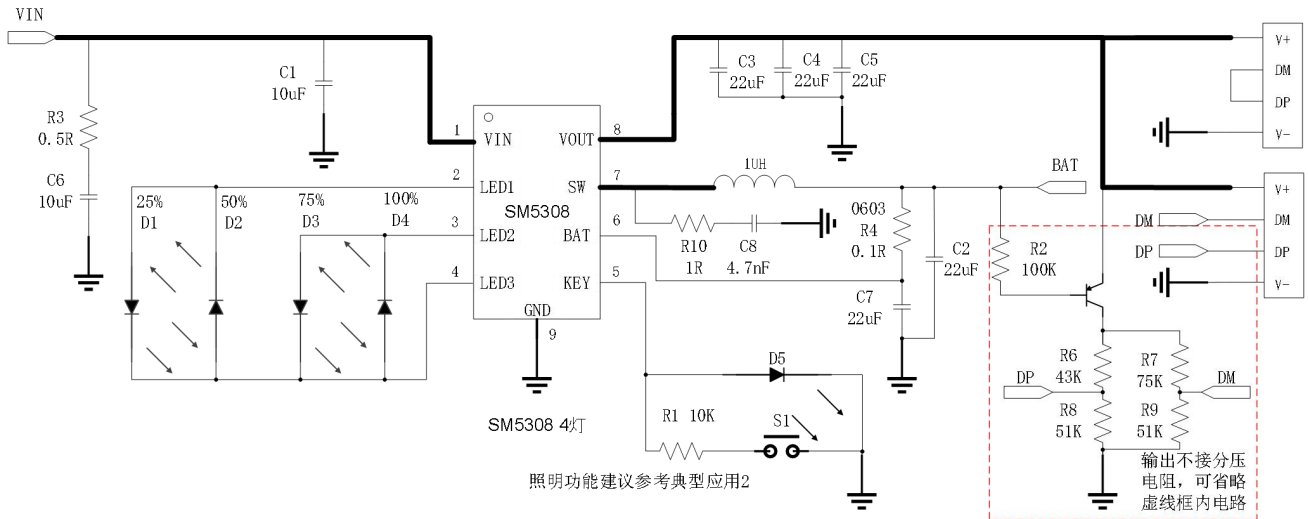 VIN
R3
0.5R
C6
10uF
C1
10uF
25%
D1
50%
D2
75%
D3
100%
D4
1
VIN
2
LED1
3
LED2
4
LED3
SM5308
GND
9
VOUT
8
SW
7
BAT
6
KEY
5
C3
22uF
C4
22uF
C5
22uF
1UH
R10
1R
C8
4.7nF
0603
R4
0.1R
C7
22uF
C2
22uF
BAT
V+
DM
DP
V-
V+
DM
DM
DP
DP
V-
R2
100K
R6
43K
R7
75K
DP
DM
R8
51K
R9
51K
D5
R1 10K
S1
SM5308 4灯
照明功能建议参考典型应用2
输出不接分压
电阻，可省略
虚线框内电路